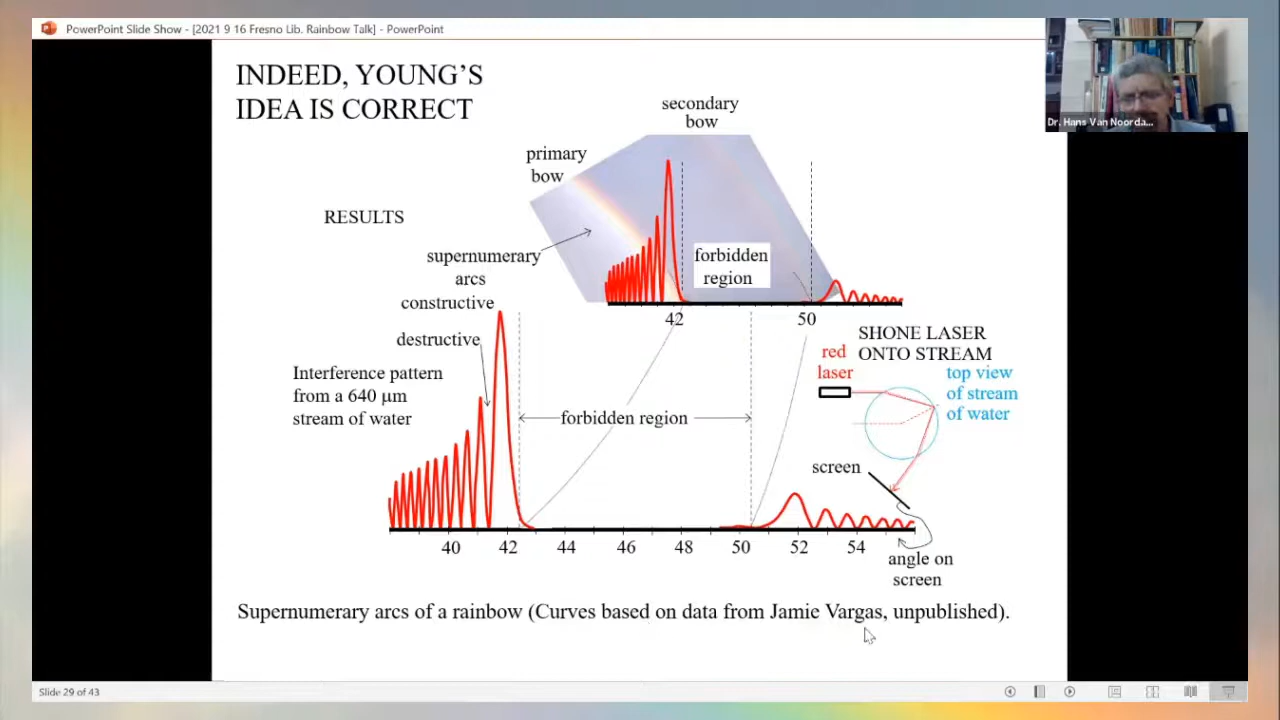 PowerPoint Slide Show - [2021 9 16 Fresno Lib. Rainbow Talk] - PowerPoint
Dr. Hans Van Noorda...
INDEED, YOUNG'S
IDEA IS CORRECT
secondary
bow
primary
bow
RESULTS
supernumerary
arcs
forbidden
region
constructive
42
50
destructive
SHONE LASER
ONTO STREAM
red
laser
top view
of stream
of water
Interference pattern
from a 640 μm
stream of water
forbidden region
screen
40 42 44 46 48 50 52 54
angle on
screen
Supernumerary arcs of a rainbow (Curves based on data from Jamie Vargas, unpublished).
Slide 29 of 43